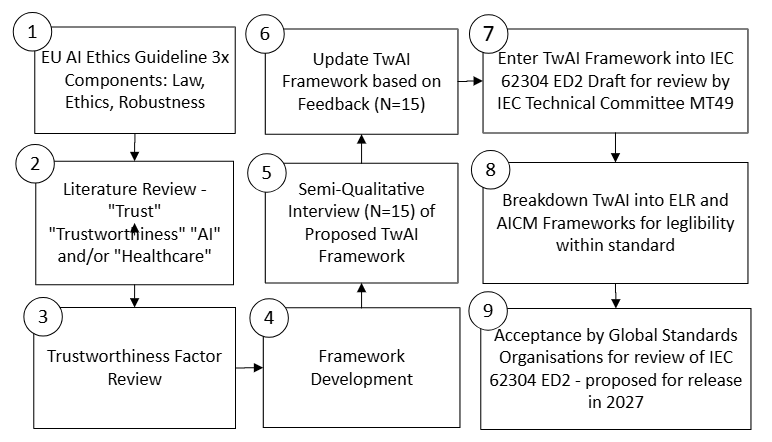 1
EU AI Ethics Guideline 3x
Components: Law,
Ethics, Robustness
2
Literature Review -
"Trust"
"Trustworthiness" "AI"
and/or "Healthcare"
3
Trustworthiness Factor
Review
4
Framework
Development
5
Semi-Qualitative
Interview (N=15) of
Proposed TwAI
Framework
6
Update TwAI
Framework based on
Feedback (N=15)
7
Enter TwAI Framework into IEC
62304 ED2 Draft for review by
IEC Technical Committee MT49
8
Breakdown TwAI into ELR and
AICM Frameworks for leglibility
within standard
9
Acceptance by Global Standards
Organisations for review of IEC
62304 ED2 - proposed for release
in 2027